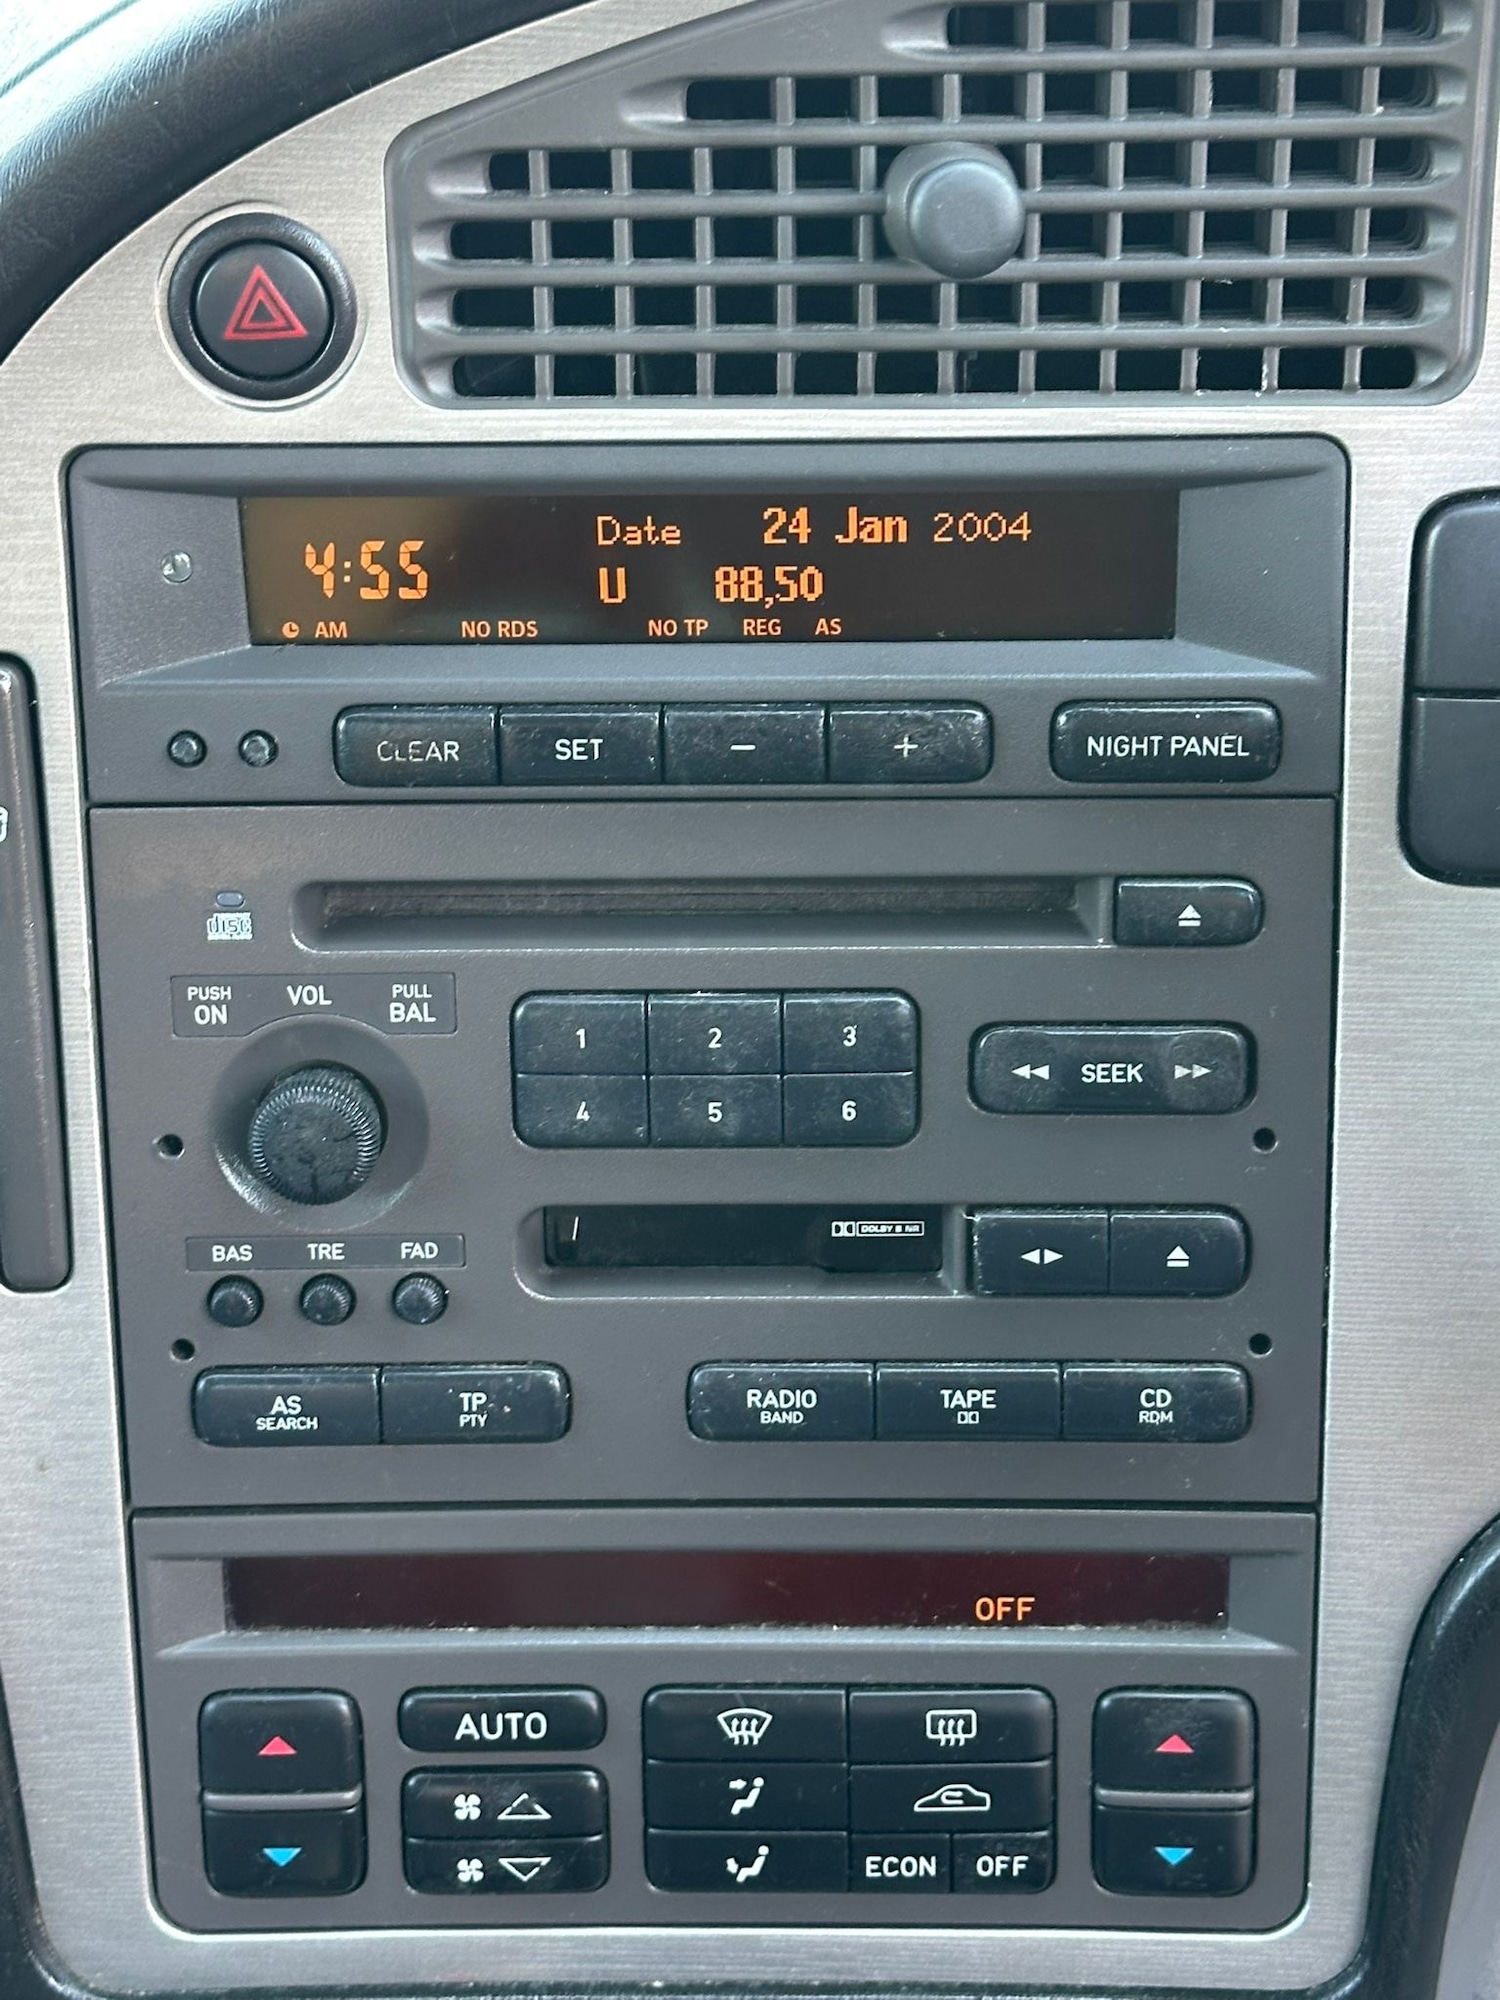 4:55
Date 24 Jan 2004
U 88,50
AM NO RDS NO TP REG AS
CLEAR SET − + NIGHT PANEL
disc
PUSH ON VOL PULL BAL
1 2 3
SEEK
4 5 6
DOLBY B NR
BAS TRE FAD
AS SEARCH TP PTY RADIO BAND TAPE CD RDM
OFF
AUTO
ECON OFF